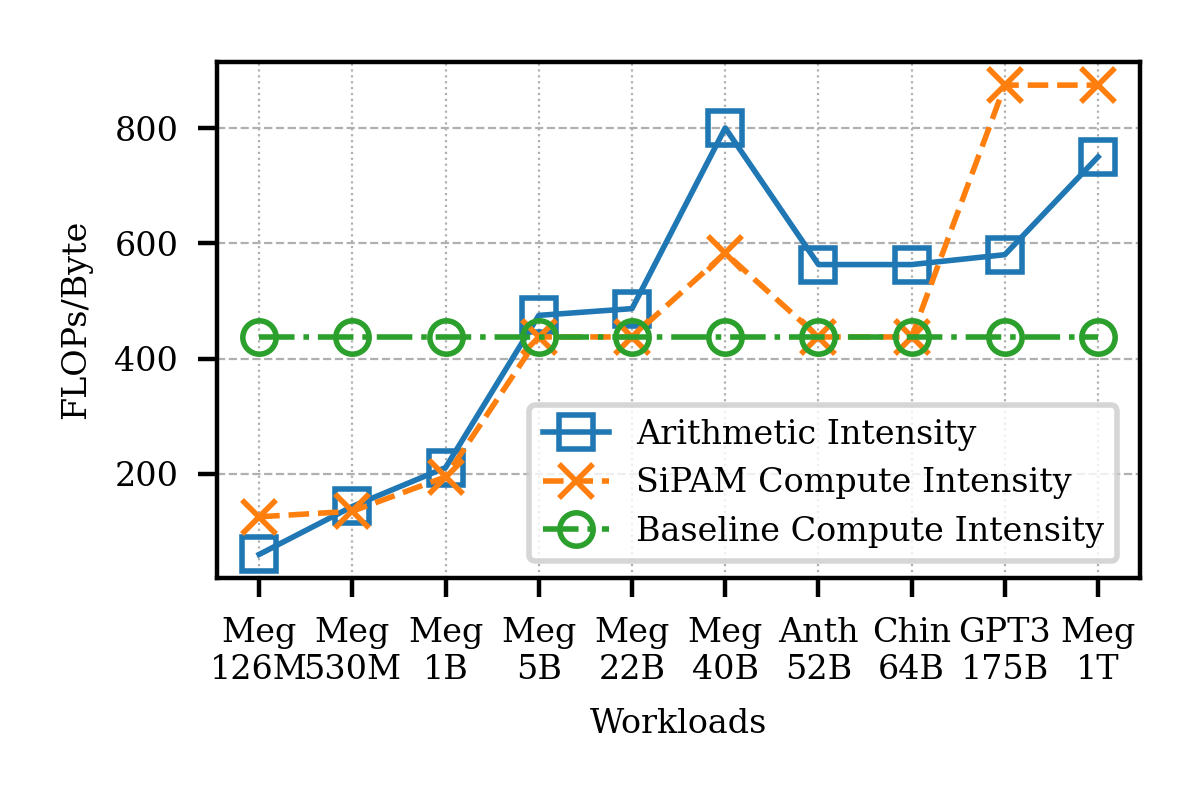 800
600
400
200
FLOPs/Byte
Arithmetic Intensity
SiPAM Compute Intensity
Baseline Compute Intensity
Meg Meg Meg Meg Meg Meg Anth Chin GPT3 Meg
126M 530M 1B 5B 22B 40B 52B 64B 175B 1T
Workloads